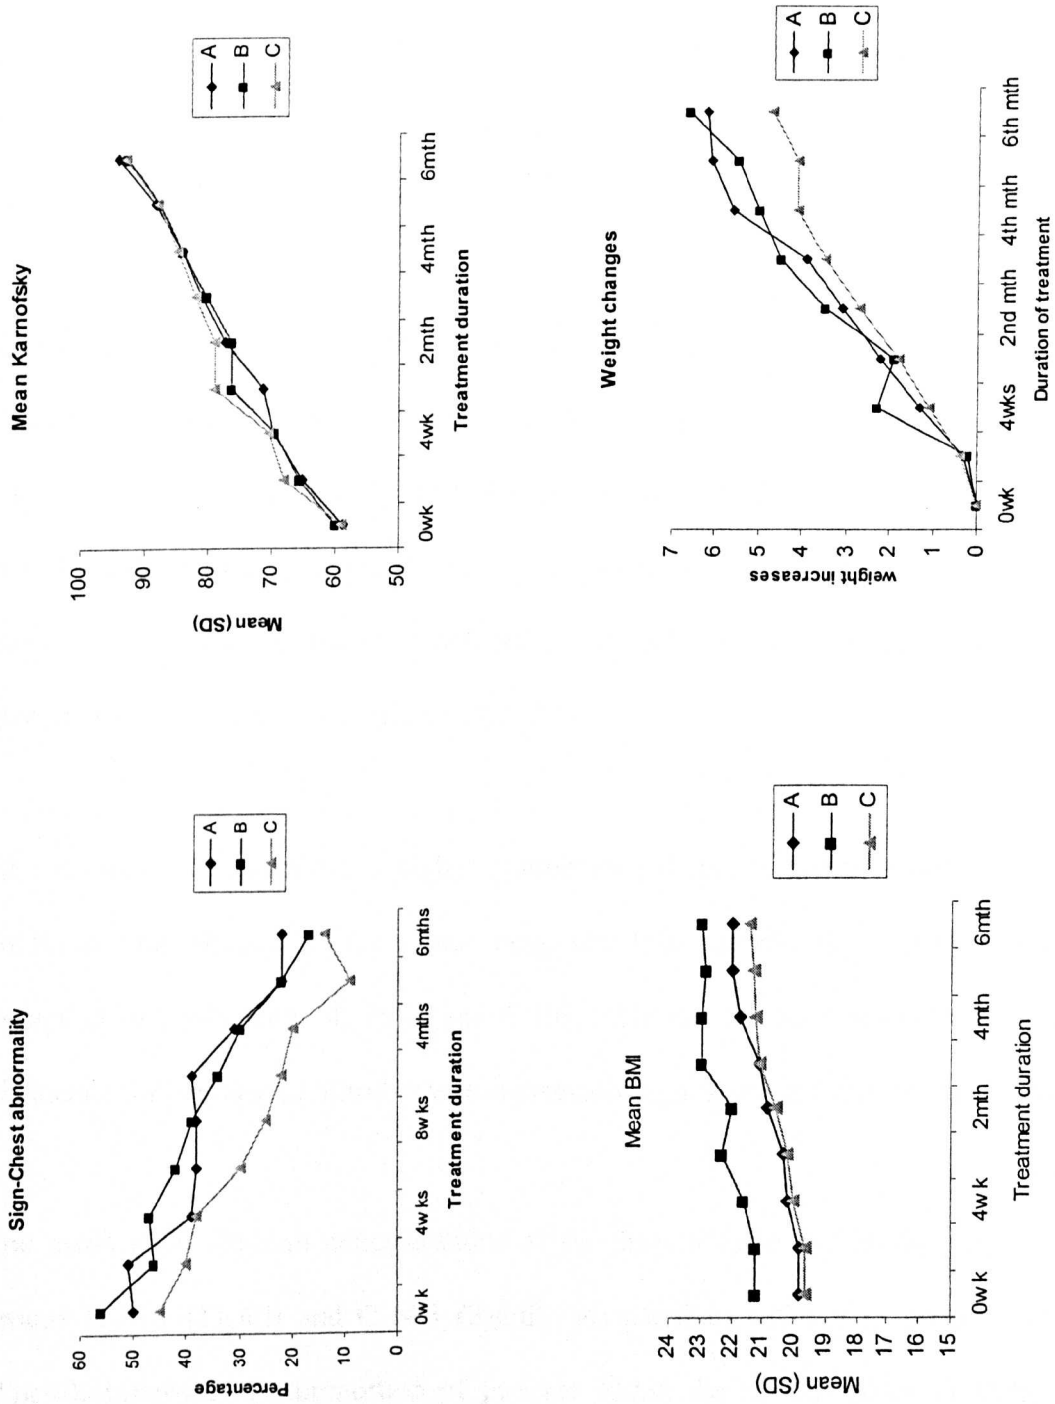 Sign-Chest abnormality
60
50
40
30
20
10
0
Percentage
0wk
4wks
8wks
4mths
6mths
Treatment duration
A
B
C
Mean Karnofsky
100
90
80
70
60
50
Mean (SD)
0wk
4wk
2mth
4mth
6mth
Treatment duration
A
B
C
Mean BMI
24
23
22
21
20
19
18
17
16
15
Mean (SD)
0wk
4wk
2mth
4mth
6mth
Treatment duration
A
B
C
Weight changes
7
6
5
4
3
2
1
0
weight increases
0wk
4wks
2nd mth
4th mth
6th mth
Duration of treatment
A
B
C